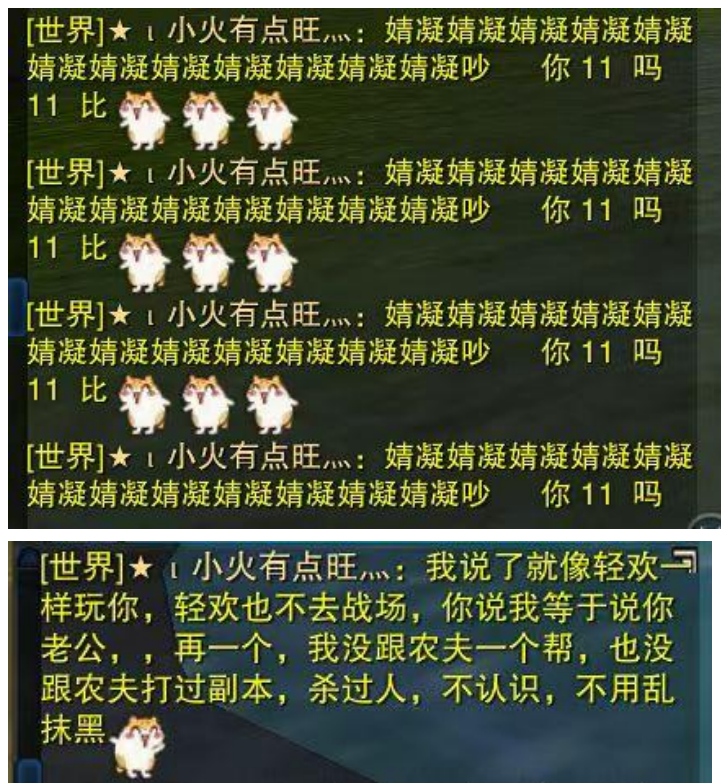 [世界]★ ι 小火有点旺灬：婧凝婧凝婧凝婧凝婧凝
婧凝婧凝婧凝婧凝婧凝婧凝婧凝吵 你 11 吗
11 比
[世界]★ ι 小火有点旺灬：婧凝婧凝婧凝婧凝婧凝
婧凝婧凝婧凝婧凝婧凝婧凝婧凝吵 你 11 吗
11 比
[世界]★ ι 小火有点旺灬：婧凝婧凝婧凝婧凝婧凝
婧凝婧凝婧凝婧凝婧凝婧凝婧凝吵 你 11 吗
11 比
[世界]★ ι 小火有点旺灬：婧凝婧凝婧凝婧凝婧凝
婧凝婧凝婧凝婧凝婧凝婧凝婧凝吵 你 11 吗
[世界]★ ι 小火有点旺灬：我说了就像轻欢一
样玩你，轻欢也不去战场，你说我等于说你
老公，，再一个，我没跟农夫一个帮，也没
跟农夫打过副本，杀过人，不认识，不用乱
抹黑